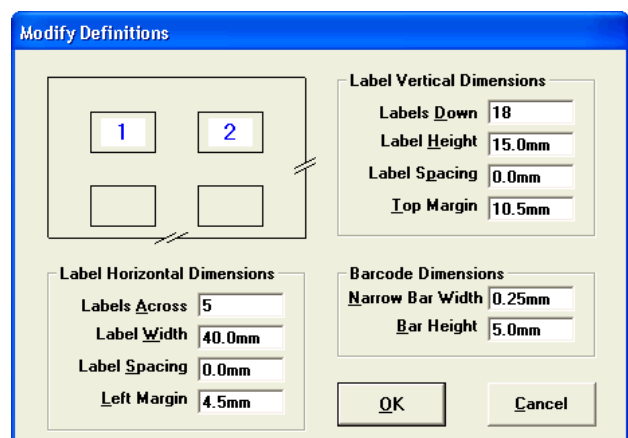 Modify Definitions
1 2
Label Vertical Dimensions
Labels Down 18
Label Height 15.0mm
Label Spacing 0.0mm
Top Margin 10.5mm
Label Horizontal Dimensions
Labels Across 5
Label Width 40.0mm
Label Spacing 0.0mm
Left Margin 4.5mm
Barcode Dimensions
Narrow Bar Width 0.25mm
Bar Height 5.0mm
OK Cancel